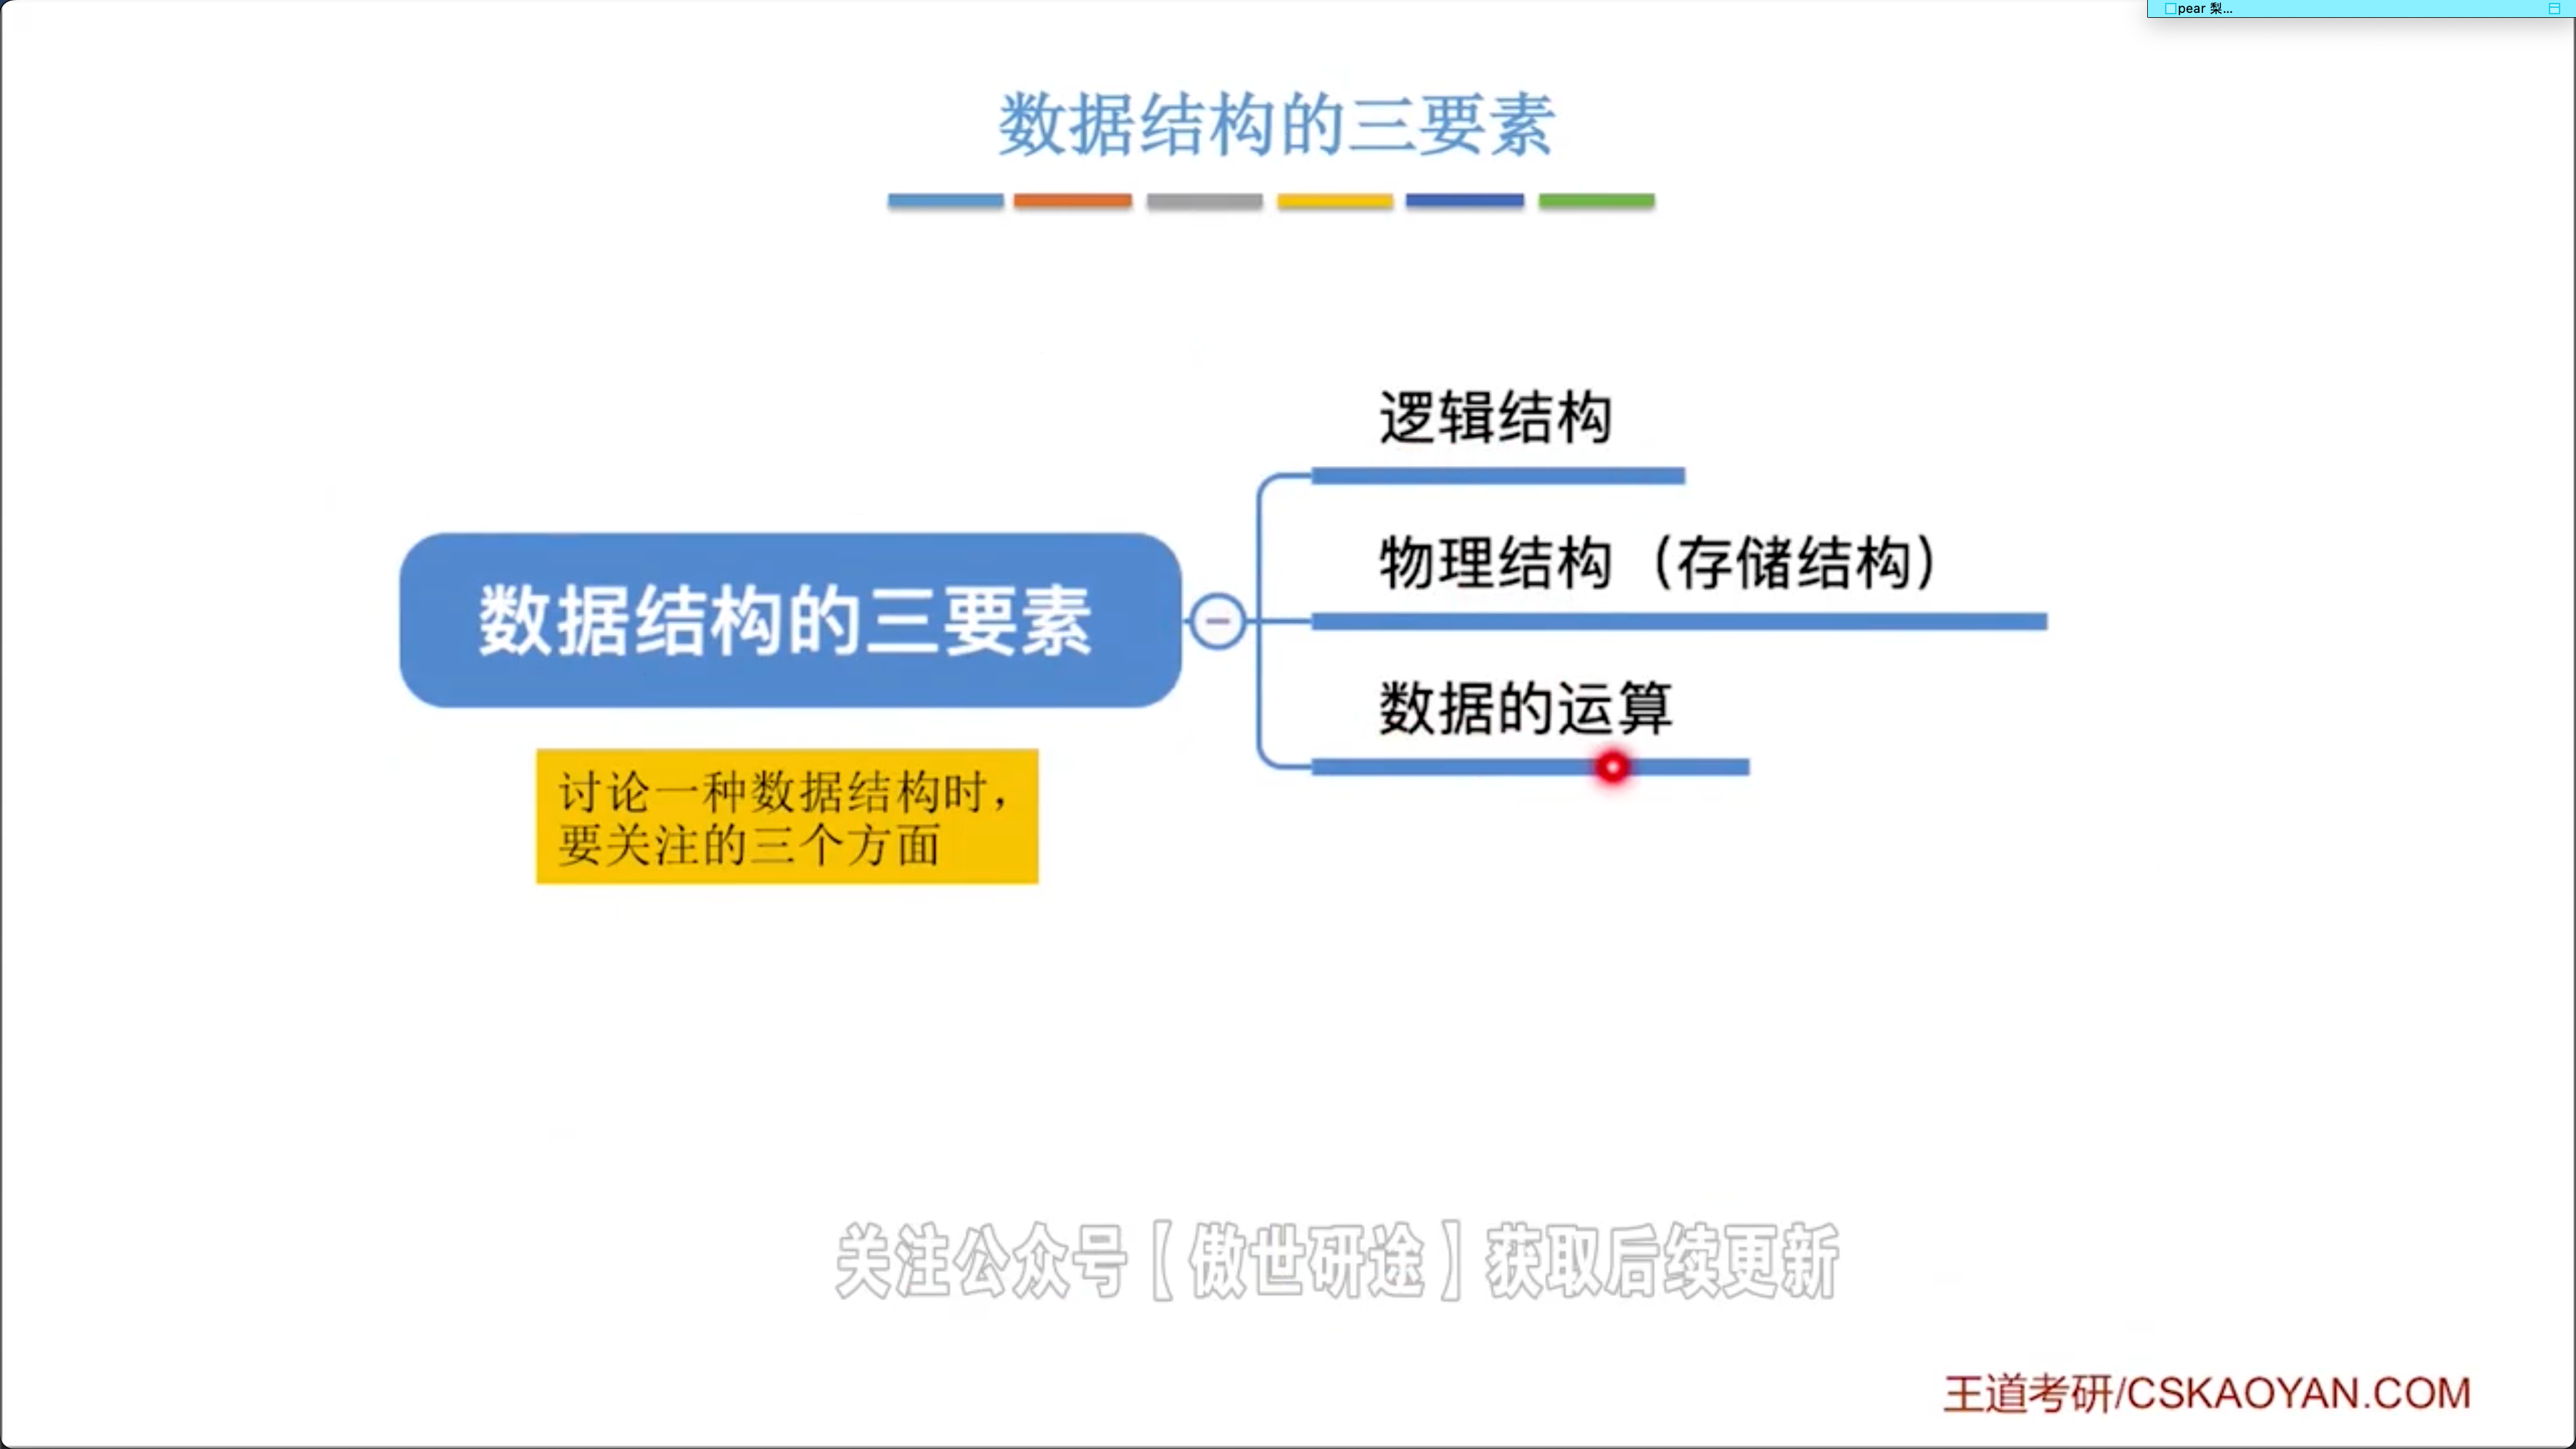 pear 梨...
数据结构的三要素
逻辑结构
物理结构（存储结构）
数据的运算
数据结构的三要素
讨论一种数据结构时，
要关注的三个方面
关注公众号【傲世研途】获取后续更新
王道考研/CSKAOYAN.COM